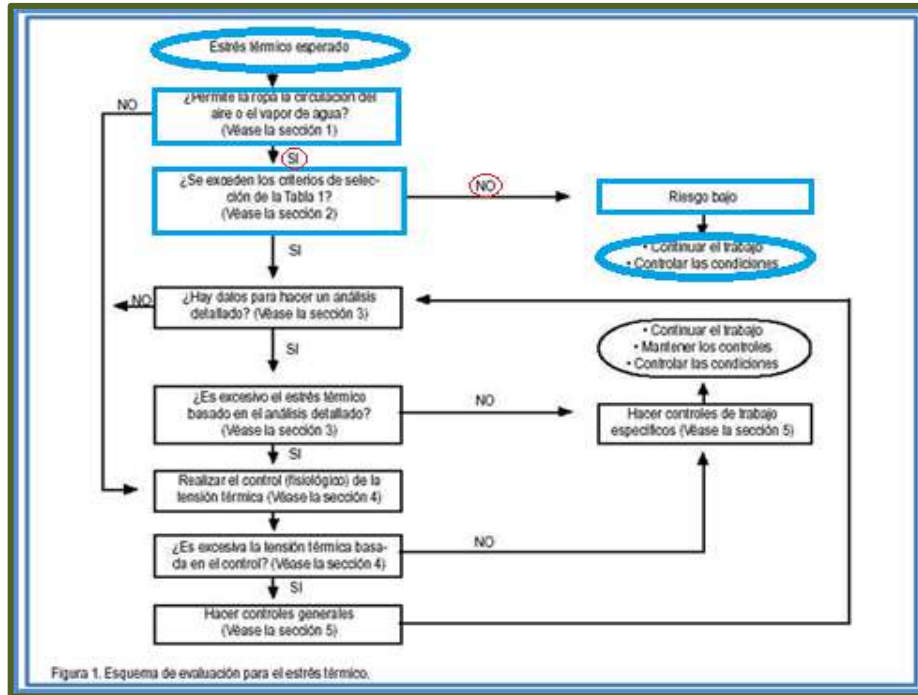 Estrés térmico esperado
¿Permite la ropa la circulación del
aire o el vapor de agua?
(Véase la sección 1)
NO
SI
¿Se exceden los criterios de selec-
ción de la Tabla 1?
(Véase la sección 2)
NO
Riesgo bajo
SI
• Continuar el trabajo
• Controlar las condiciones
¿Hay datos para hacer un análisis
detallado? (Véase la sección 3)
NO
SI
• Continuar el trabajo
• Mantener los controles
• Controlar las condiciones
¿Es excesivo el estrés térmico
basado en el análisis detallado?
(Véase la sección 3)
NO
Hacer controles de trabajo
específicos (Véase la sección 5)
SI
Realizar el control (fisiológico) de la
tensión térmica (Véase la sección 4)
¿Es excesiva la tensión térmica basa-
da en el control? (Véase la sección 4)
NO
SI
Hacer controles generales
(Véase la sección 5)
Figura 1. Esquema de evaluación para el estrés térmico.